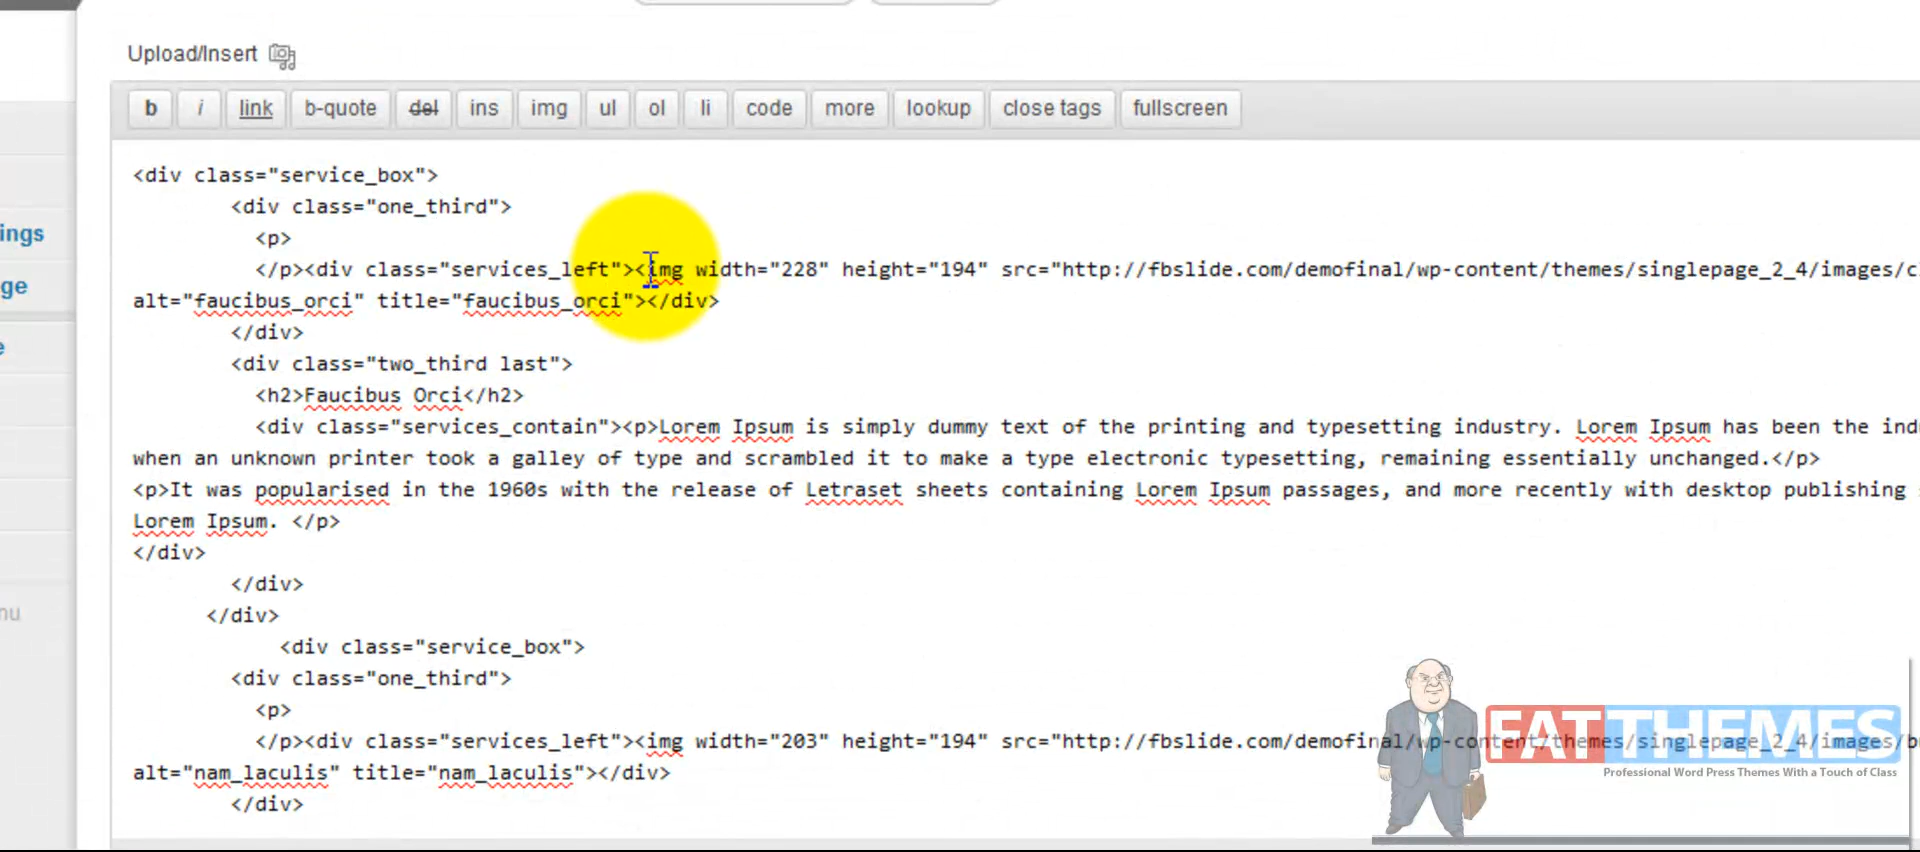 Upload/Insert
b i link b-quote del ins img ul ol li code more lookup close tags fullscreen
<div class="service_box">
<div class="one_third">
ings
<p>
</p><div class="services_left"><img width="228" height="194" src="http://fbslide.com/demofinal/wp-content/themes/singlepage_2_4/images/c
ge
alt="faucibus_orci" title="faucibus_orci"></div>
</div>
e
<div class="two_third last">
<h2>Faucibus Orci</h2>
<div class="services_contain"><p>Lorem Ipsum is simply dummy text of the printing and typesetting industry. Lorem Ipsum has been the ind
when an unknown printer took a galley of type and scrambled it to make a type electronic typesetting, remaining essentially unchanged.</p>
<p>It was popularised in the 1960s with the release of Letraset sheets containing Lorem Ipsum passages, and more recently with desktop publishing
Lorem Ipsum. </p>
</div>
</div>
nu
</div>
<div class="service_box">
<div class="one_third">
<p>
</p><div class="services_left"><img width="203" height="194" src="http://fbslide.com/demofinal/wp-content/themes/singlepage_2_4/images/b
alt="nam_laculis" title="nam_laculis"></div>
</div>
FATTHEMES
Professional Word Press Themes With a Touch of Class